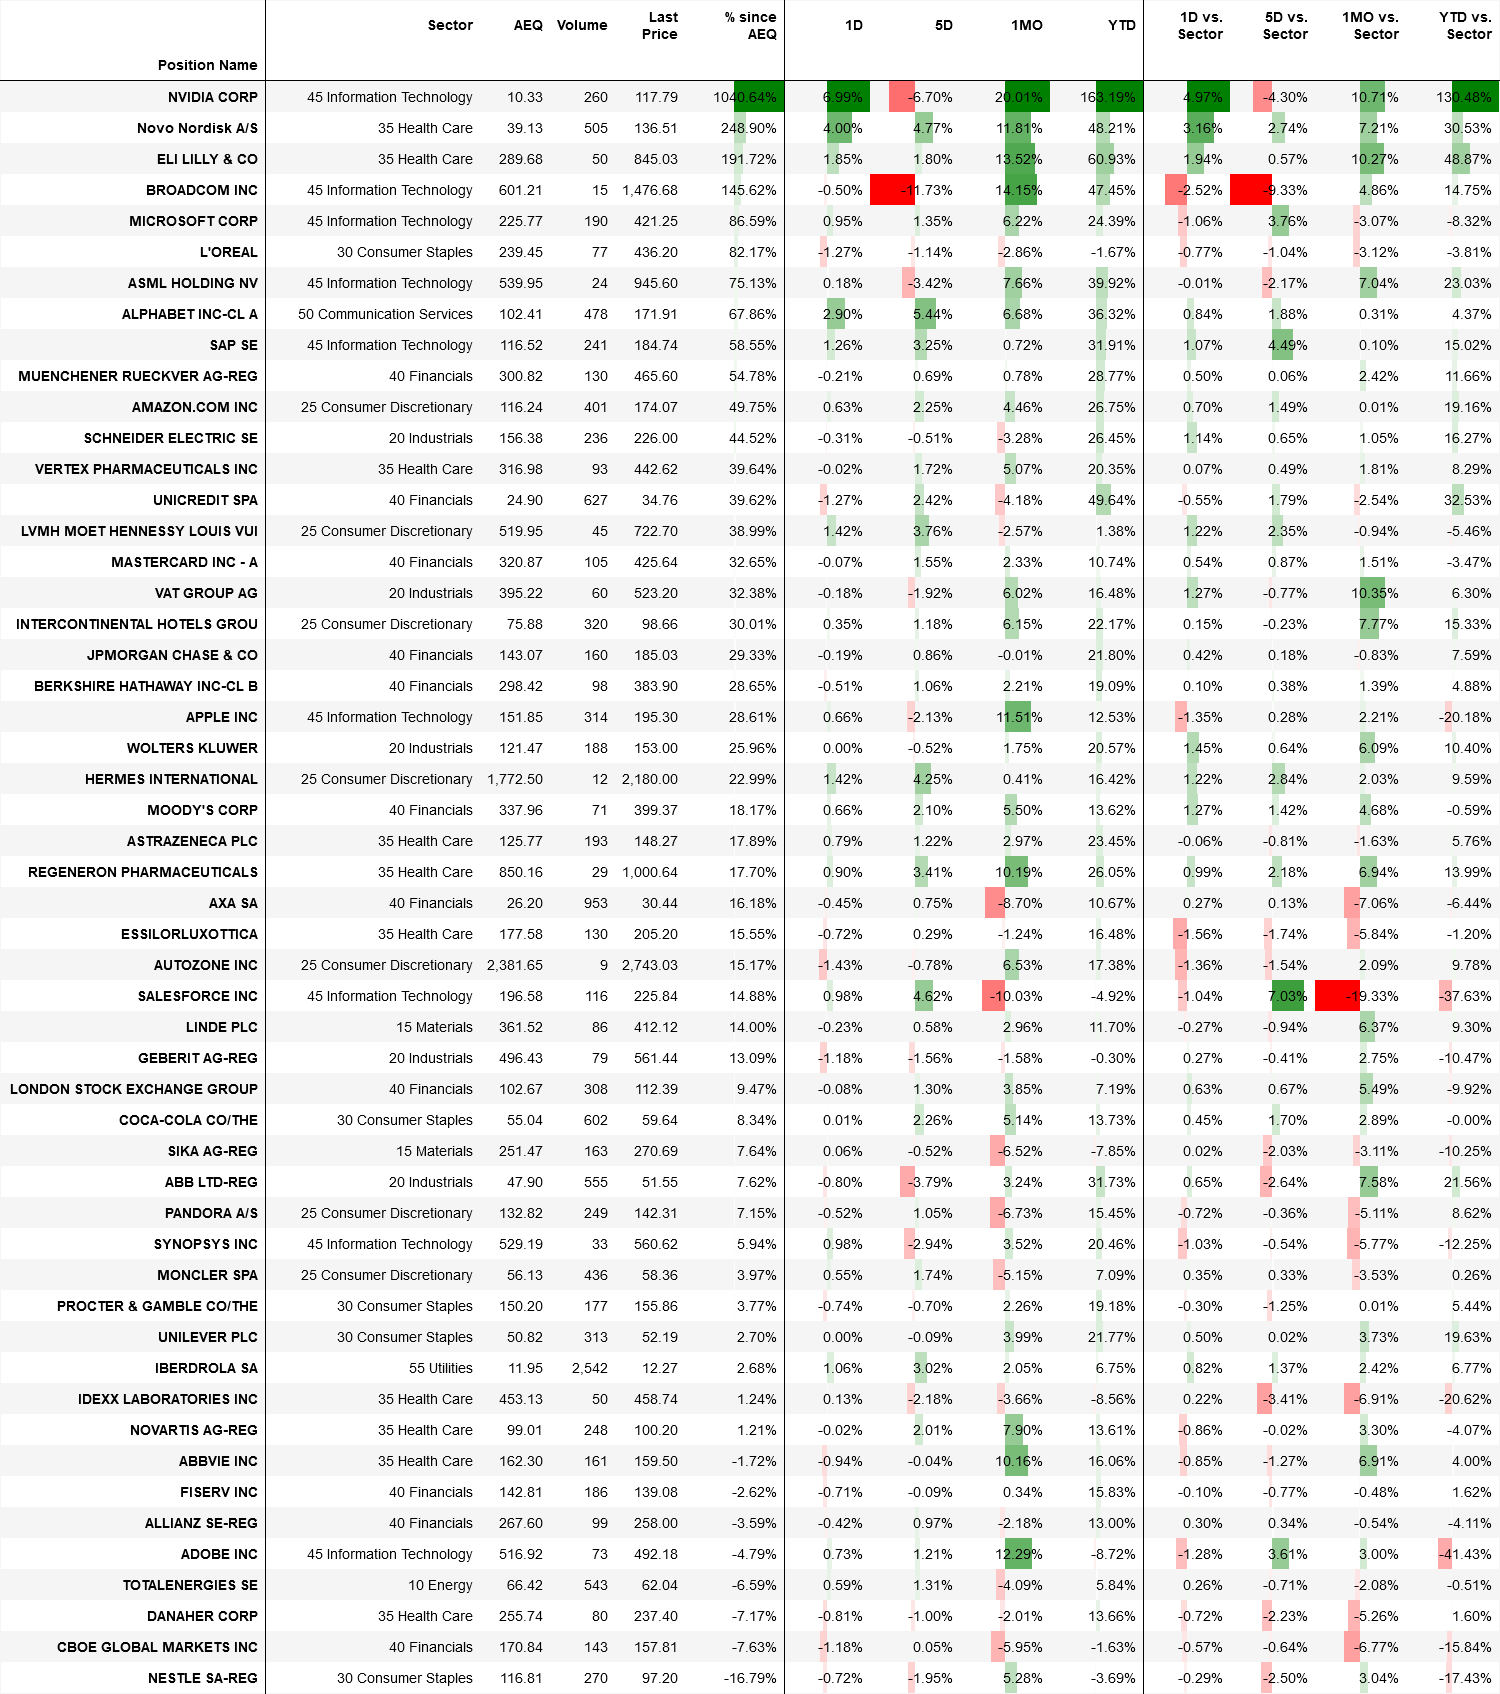 Position Name Sector AEQ Volume Last Price % since AEQ 1D 5D 1MO YTD 1D vs. Sector 5D vs. Sector 1MO vs. Sector YTD vs. Sector
NVIDIA CORP 45 Information Technology 10.33 260 117.79 1040.64% 6.99% -6.70% 20.01% 163.19% 4.97% -4.30% 10.71% 130.48%
Novo Nordisk A/S 35 Health Care 39.13 505 136.51 248.90% 4.00% 4.77% 11.81% 48.21% 3.16% 2.74% 7.21% 30.53%
ELI LILLY & CO 35 Health Care 289.68 50 845.03 191.72% 1.85% 1.80% 13.52% 60.93% 1.94% 0.57% 10.27% 48.87%
BROADCOM INC 45 Information Technology 601.21 15 1,476.68 145.62% -0.50% -11.73% 14.15% 47.45% -2.52% -9.33% 4.86% 14.75%
MICROSOFT CORP 45 Information Technology 225.77 190 421.25 86.59% 0.95% 1.35% 6.22% 24.39% -1.06% 3.76% -3.07% -8.32%
L'OREAL 30 Consumer Staples 239.45 77 436.20 82.17% -1.27% -1.14% -2.86% -1.67% -0.77% -1.04% -3.12% -3.81%
ASML HOLDING NV 45 Information Technology 539.95 24 945.60 75.13% 0.18% -3.42% 7.66% 39.92% -0.01% -2.17% 7.04% 23.03%
ALPHABET INC-CL A 50 Communication Services 102.41 478 171.91 67.86% 2.90% 5.44% 6.68% 36.32% 0.84% 1.88% 0.31% 4.37%
SAP SE 45 Information Technology 116.52 241 184.74 58.55% 1.26% 3.25% 0.72% 31.91% 1.07% 4.49% 0.10% 15.02%
MUENCHENER RUECKVER AG-REG 40 Financials 300.82 130 465.60 54.78% -0.21% 0.69% 0.78% 28.77% 0.50% 0.06% 2.42% 11.66%
AMAZON.COM INC 25 Consumer Discretionary 116.24 401 174.07 49.75% 0.63% 2.25% 4.46% 26.75% 0.70% 1.49% 0.01% 19.16%
SCHNEIDER ELECTRIC SE 20 Industrials 156.38 236 226.00 44.52% -0.31% -0.51% -3.28% 26.45% 1.14% 0.65% 1.05% 16.27%
VERTEX PHARMACEUTICALS INC 35 Health Care 316.98 93 442.62 39.64% -0.02% 1.72% 5.07% 20.35% 0.07% 0.49% 1.81% 8.29%
UNICREDIT SPA 40 Financials 24.90 627 34.76 39.62% -1.27% 2.42% -4.18% 49.64% -0.55% 1.79% -2.54% 32.53%
LVMH MOET HENNESSY LOUIS VUI 25 Consumer Discretionary 519.95 45 722.70 38.99% 1.42% 3.76% -2.57% 1.38% 1.22% 2.35% -0.94% -5.46%
MASTERCARD INC - A 40 Financials 320.87 105 425.64 32.65% -0.07% 1.55% 2.33% 10.74% 0.54% 0.87% 1.51% -3.47%
VAT GROUP AG 20 Industrials 395.22 60 523.20 32.38% -0.18% -1.92% 6.02% 16.48% 1.27% -0.77% 10.35% 6.30%
INTERCONTINENTAL HOTELS GROU 25 Consumer Discretionary 75.88 320 98.66 30.01% 0.35% 1.18% 6.15% 22.17% 0.15% -0.23% 7.77% 15.33%
JPMORGAN CHASE & CO 40 Financials 143.07 160 185.03 29.33% -0.19% 0.86% -0.01% 21.80% 0.42% 0.18% -0.83% 7.59%
BERKSHIRE HATHAWAY INC-CL B 40 Financials 298.42 98 383.90 28.65% -0.51% 1.06% 2.21% 19.09% 0.10% 0.38% 1.39% 4.88%
APPLE INC 45 Information Technology 151.85 314 195.30 28.61% 0.66% -2.13% 11.51% 12.53% -1.35% 0.28% 2.21% -20.18%
WOLTERS KLUWER 20 Industrials 121.47 188 153.00 25.96% 0.00% -0.52% 1.75% 20.57% 1.45% 0.64% 6.09% 10.40%
HERMES INTERNATIONAL 25 Consumer Discretionary 1,772.50 12 2,180.00 22.99% 1.42% 4.25% 0.41% 16.42% 1.22% 2.84% 2.03% 9.59%
MOODY'S CORP 40 Financials 337.96 71 399.37 18.17% 0.66% 2.10% 5.50% 13.62% 1.27% 1.42% 4.68% -0.59%
ASTRAZENECA PLC 35 Health Care 125.77 193 148.27 17.89% 0.79% 1.22% 2.97% 23.45% -0.06% -0.81% -1.63% 5.76%
REGENERON PHARMACEUTICALS 35 Health Care 850.16 29 1,000.64 17.70% 0.90% 3.41% 10.19% 26.05% 0.99% 2.18% 6.94% 13.99%
AXA SA 40 Financials 26.20 953 30.44 16.18% -0.45% 0.75% -8.70% 10.67% 0.27% 0.13% -7.06% -6.44%
ESSILORLUXOTTICA 35 Health Care 177.58 130 205.20 15.55% -0.72% 0.29% -1.24% 16.48% -1.56% -1.74% -5.84% -1.20%
AUTOZONE INC 25 Consumer Discretionary 2,381.65 9 2,743.03 15.17% -1.43% -0.78% 6.53% 17.38% -1.36% -1.54% 2.09% 9.78%
SALESFORCE INC 45 Information Technology 196.58 116 225.84 14.88% 0.98% 4.62% -10.03% -4.92% -1.04% 7.03% -19.33% -37.63%
LINDE PLC 15 Materials 361.52 86 412.12 14.00% -0.23% 0.58% 2.96% 11.70% -0.27% -0.94% 6.37% 9.30%
GEBERIT AG-REG 20 Industrials 496.43 79 561.44 13.09% -1.18% -1.56% -1.58% -0.30% 0.27% -0.41% 2.75% -10.47%
LONDON STOCK EXCHANGE GROUP 40 Financials 102.67 308 112.39 9.47% -0.08% 1.30% 3.85% 7.19% 0.63% 0.67% 5.49% -9.92%
COCA-COLA CO/THE 30 Consumer Staples 55.04 602 59.64 8.34% 0.01% 2.26% 5.14% 13.73% 0.45% 1.70% 2.89% -0.00%
SIKA AG-REG 15 Materials 251.47 163 270.69 7.64% 0.06% -0.52% -6.52% -7.85% 0.02% -2.03% -3.11% -10.25%
ABB LTD-REG 20 Industrials 47.90 555 51.55 7.62% -0.80% -3.79% 3.24% 31.73% 0.65% -2.64% 7.58% 21.56%
PANDORA A/S 25 Consumer Discretionary 132.82 249 142.31 7.15% -0.52% 1.05% -6.73% 15.45% -0.72% -0.36% -5.11% 8.62%
SYNOPSYS INC 45 Information Technology 529.19 33 560.62 5.94% 0.98% -2.94% 3.52% 20.46% -1.03% -0.54% -5.77% -12.25%
MONCLER SPA 25 Consumer Discretionary 56.13 436 58.36 3.97% 0.55% 1.74% -5.15% 7.09% 0.35% 0.33% -3.53% 0.26%
PROCTER & GAMBLE CO/THE 30 Consumer Staples 150.20 177 155.86 3.77% -0.74% -0.70% 2.26% 19.18% -0.30% -1.25% 0.01% 5.44%
UNILEVER PLC 30 Consumer Staples 50.82 313 52.19 2.70% 0.00% -0.09% 3.99% 21.77% 0.50% 0.02% 3.73% 19.63%
IBERDROLA SA 55 Utilities 11.95 2,542 12.27 2.68% 1.06% 3.02% 2.05% 6.75% 0.82% 1.37% 2.42% 6.77%
IDEXX LABORATORIES INC 35 Health Care 453.13 50 458.74 1.24% 0.13% -2.18% -3.66% -8.56% 0.22% -3.41% -6.91% -20.62%
NOVARTIS AG-REG 35 Health Care 99.01 248 100.20 1.21% -0.02% 2.01% 7.90% 13.61% -0.86% -0.02% 3.30% -4.07%
ABBVIE INC 35 Health Care 162.30 161 159.50 -1.72% -0.94% -0.04% 10.16% 16.06% -0.85% -1.27% 6.91% 4.00%
FISERV INC 40 Financials 142.81 186 139.08 -2.62% -0.71% -0.09% 0.34% 15.83% -0.10% -0.77% -0.48% 1.62%
ALLIANZ SE-REG 40 Financials 267.60 99 258.00 -3.59% -0.42% 0.97% -2.18% 13.00% 0.30% 0.34% -0.54% -4.11%
ADOBE INC 45 Information Technology 516.92 73 492.18 -4.79% 0.73% 1.21% 12.29% -8.72% -1.28% 3.61% 3.00% -41.43%
TOTALENERGIES SE 10 Energy 66.42 543 62.04 -6.59% 0.59% 1.31% -4.09% 5.84% 0.26% -0.71% -2.08% -0.51%
DANAHER CORP 35 Health Care 255.74 80 237.40 -7.17% -0.81% -1.00% -2.01% 13.66% -0.72% -2.23% -5.26% 1.60%
CBOE GLOBAL MARKETS INC 40 Financials 170.84 143 157.81 -7.63% -1.18% 0.05% -5.95% -1.63% -0.57% -0.64% -6.77% -15.84%
NESTLE SA-REG 30 Consumer Staples 116.81 270 97.20 -16.79% -0.72% -1.95% 5.28% -3.69% -0.29% -2.50% 3.04% -17.43%